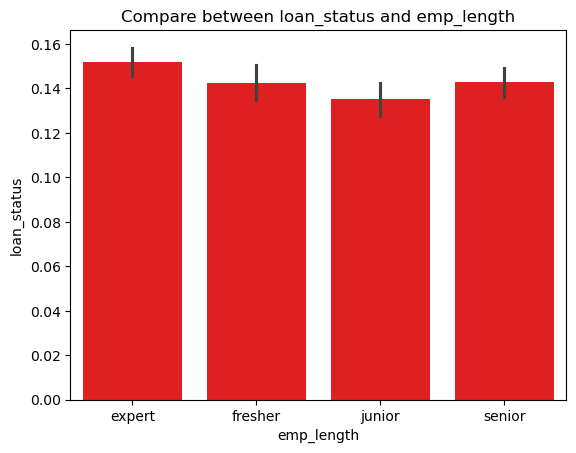 Compare between loan_status and emp_length
loan_status
0.16
0.14
0.12
0.10
0.08
0.06
0.04
0.02
0.00
expert fresher junior senior
emp_length